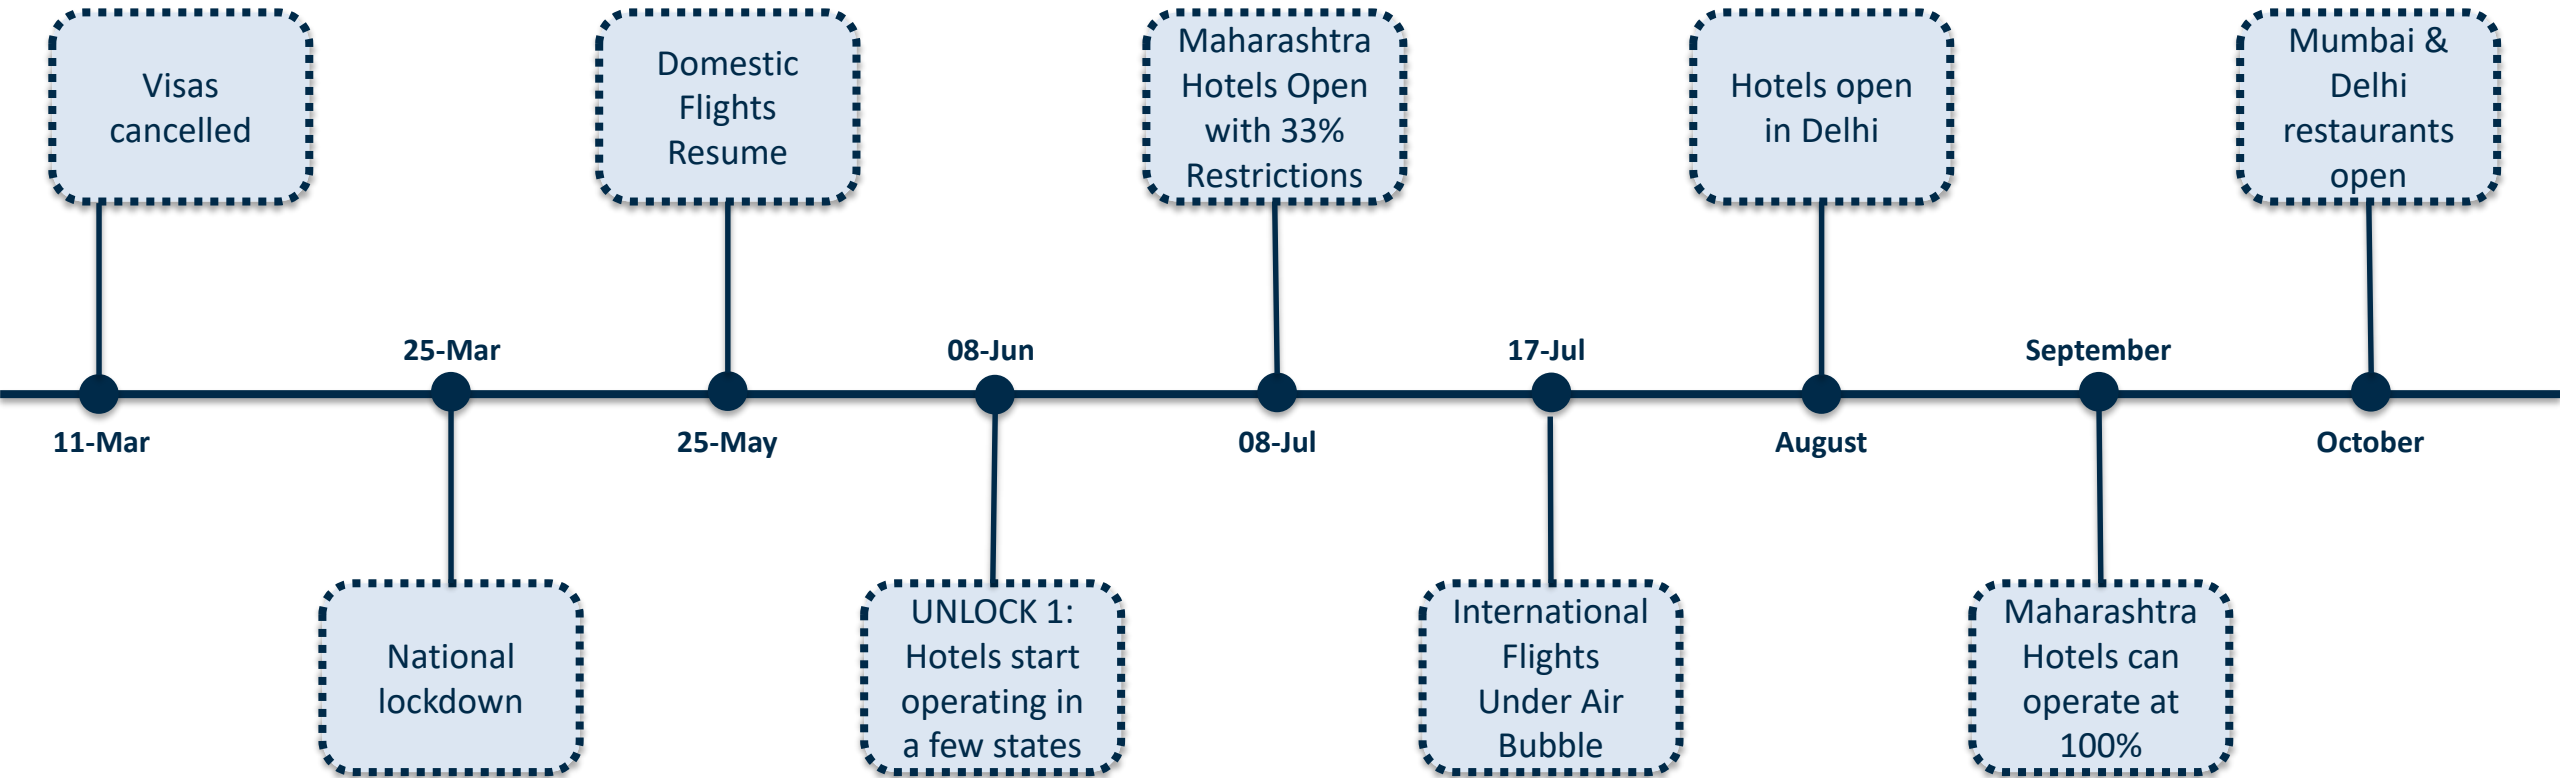 Visas
cancelled
Domestic
Flights
Resume
Maharashtra
Hotels Open
with 33%
Restrictions
Hotels open
in Delhi
Mumbai &
Delhi
restaurants
open
25-Mar
08-Jun
17-Jul
September
11-Mar
25-May
08-Jul
August
October
National
lockdown
UNLOCK 1:
Hotels start
operating in
a few states
International
Flights
Under Air
Bubble
Maharashtra
Hotels can
operate at
100%